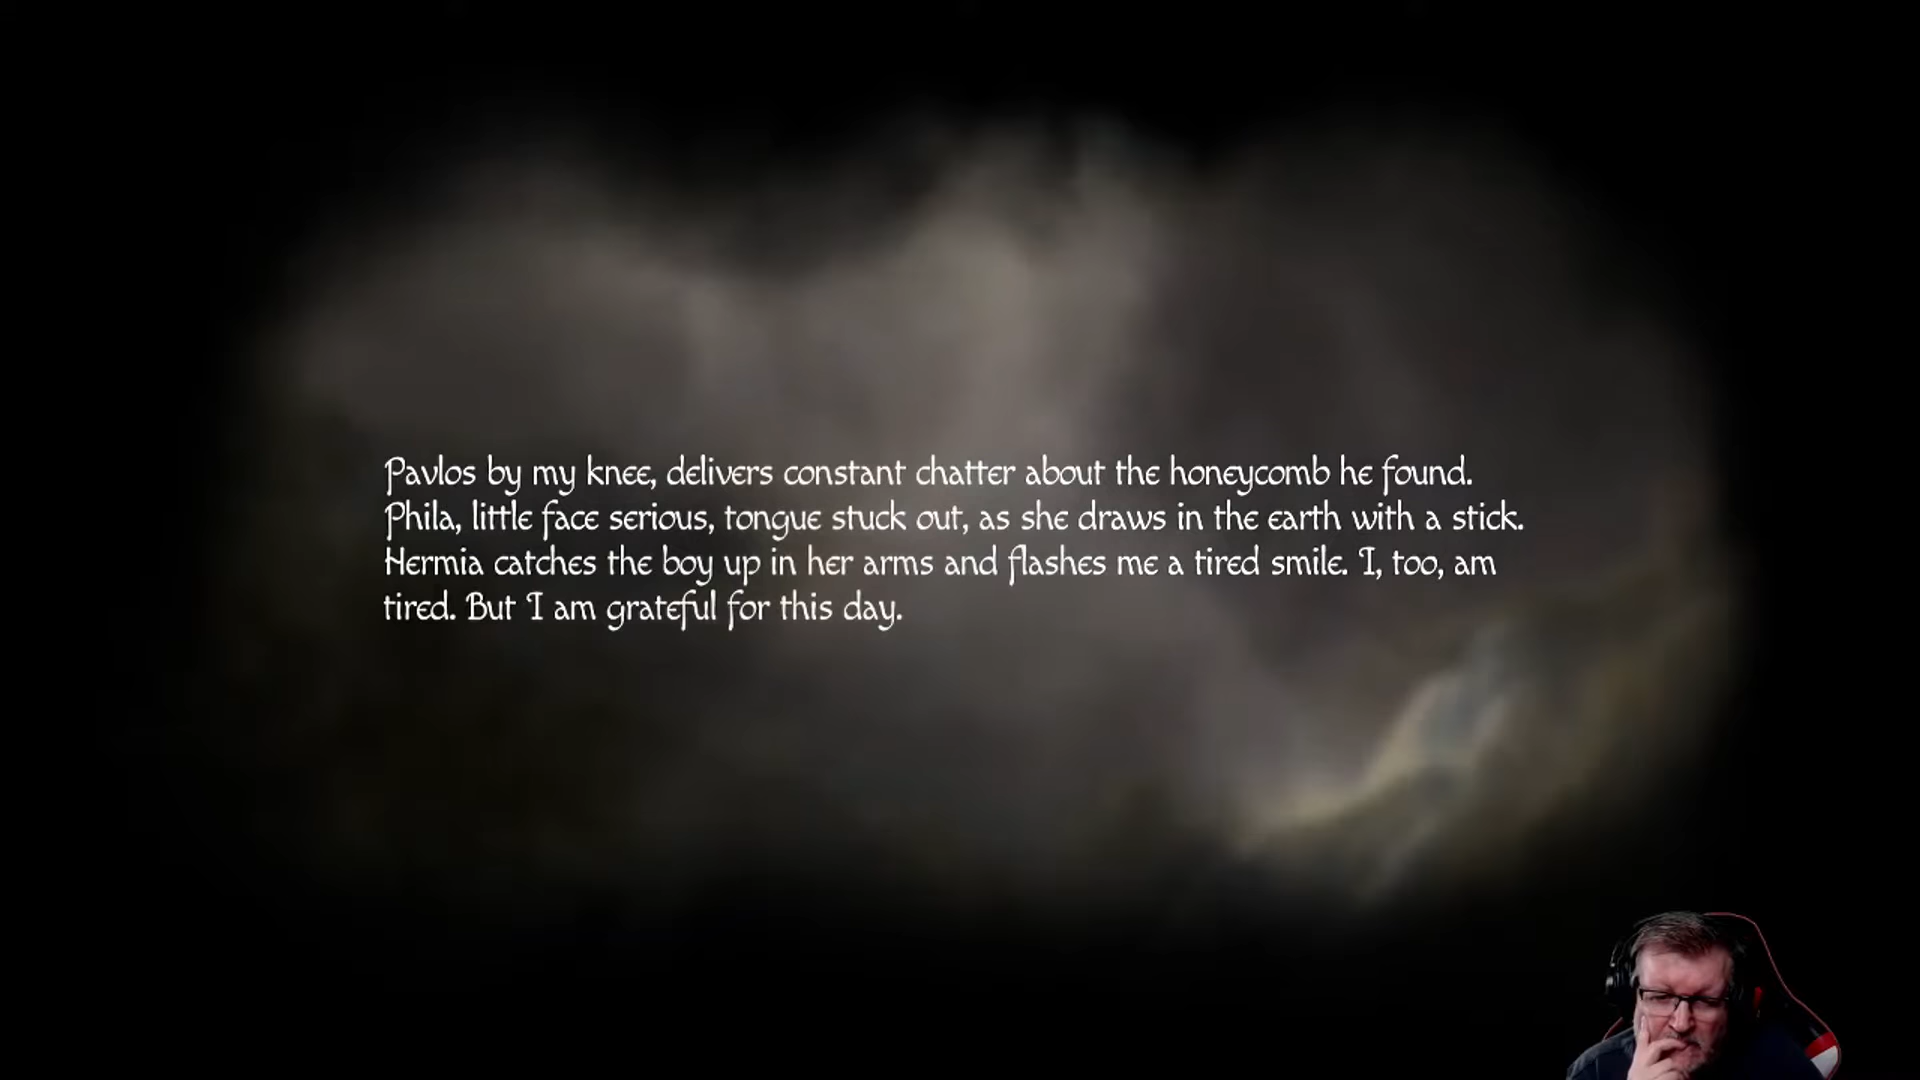 Pavlos by my knee, delivers constant chatter about the honeycomb he found.
Phila, little face serious, tongue stuck out, as she draws in the earth with a stick.
Hermia catches the boy up in her arms and flashes me a tired smile. I, too, am
tired. But I am grateful for this day.